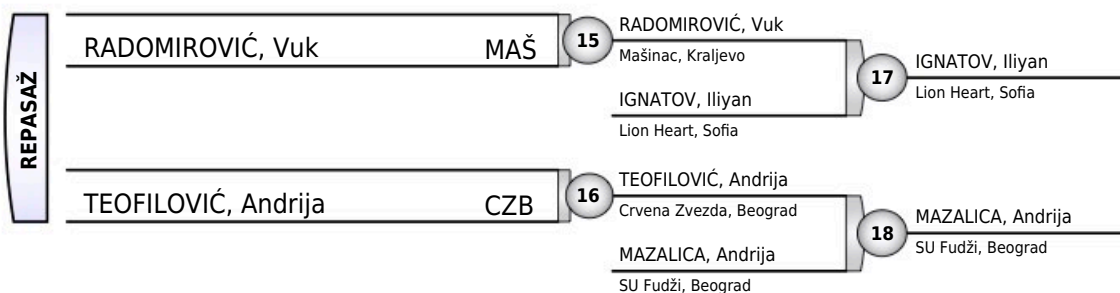 REPASAŽ
RADOMIROVIĆ, Vuk MAŠ
15
RADOMIROVIĆ, Vuk
Mašinac, Kraljevo
IGNATOV, Iliyan
Lion Heart, Sofia
17
IGNATOV, Iliyan
Lion Heart, Sofia
TEOFILOVIĆ, Andrija CZB
16
TEOFILOVIĆ, Andrija
Crvena Zvezda, Beograd
MAZALICA, Andrija
SU Fudži, Beograd
18
MAZALICA, Andrija
SU Fudži, Beograd